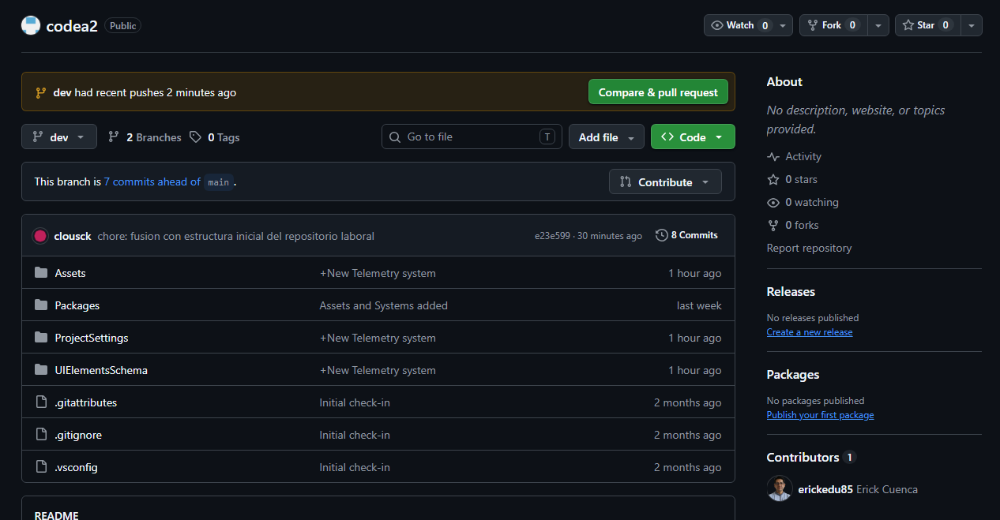 codea2 Public Watch 0 Fork 0 Star 0
dev had recent pushes 2 minutes ago Compare & pull request
dev 2 Branches 0 Tags Go to file T Add file Code
This branch is 7 commits ahead of main. Contribute
clousck chore: fusion con estructura inicial del repositorio laboral e23e599 · 30 minutes ago 8 Commits
Assets +New Telemetry system 1 hour ago
Packages Assets and Systems added last week
ProjectSettings +New Telemetry system 1 hour ago
UIElementsSchema +New Telemetry system 1 hour ago
.gitattributes Initial check-in 2 months ago
.gitignore Initial check-in 2 months ago
.vsconfig Initial check-in 2 months ago
README
About
No description, website, or topics
provided.
Activity
0 stars
0 watching
0 forks
Report repository
Releases
No releases published
Create a new release
Packages
No packages published
Publish your first package
Contributors 1
erickedu85 Erick Cuenca